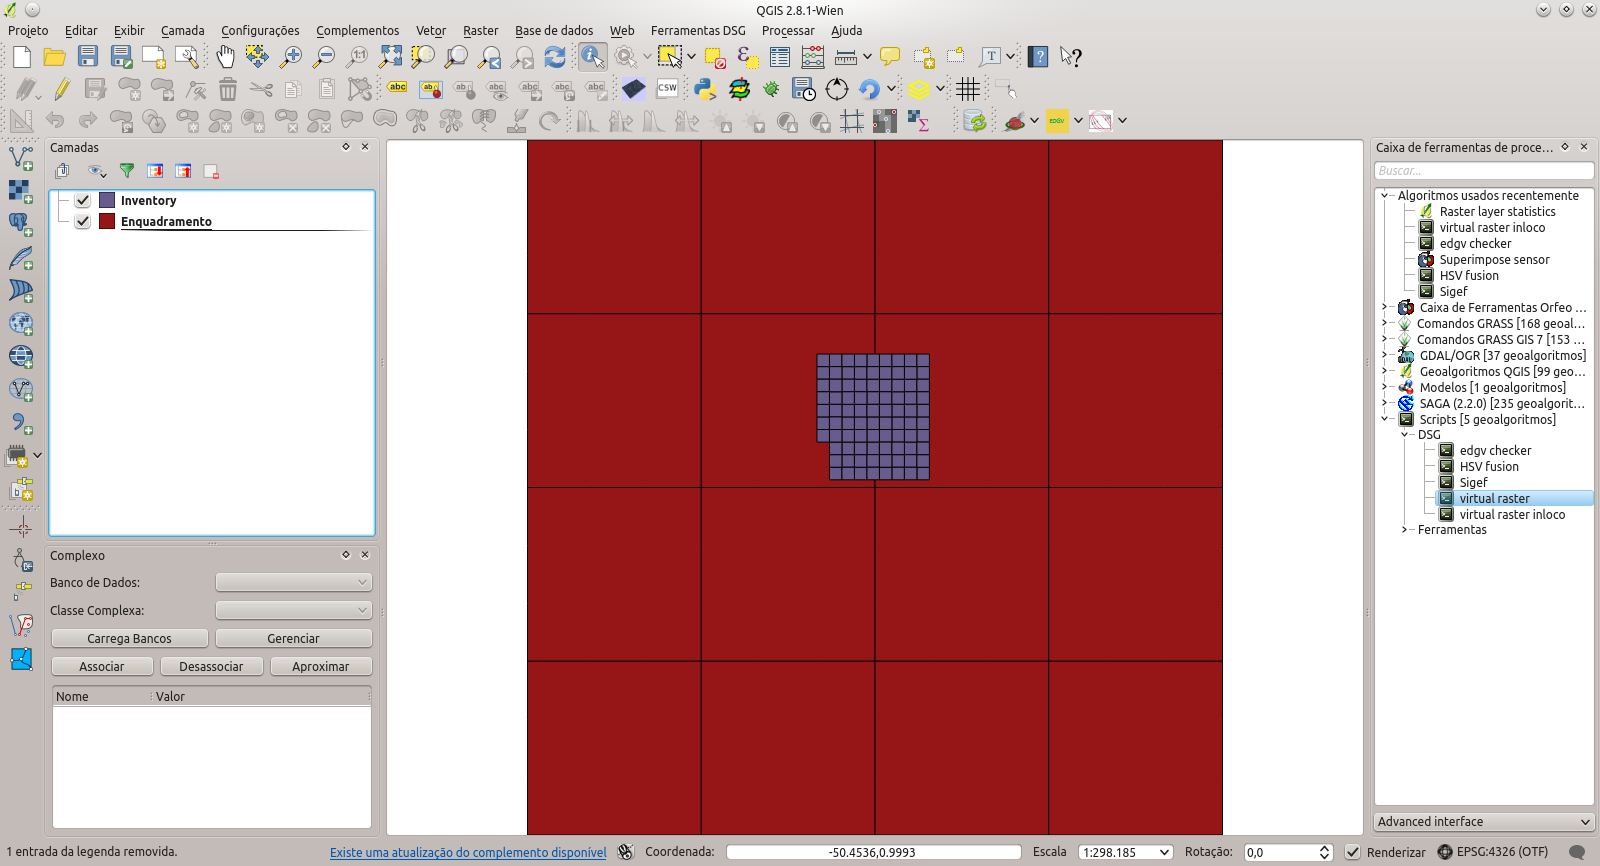 QGIS 2.8.1-Wien
Projeto Editar Exibir Camada Configurações Complementos Vetor Raster Base de dados Web Ferramentas DSG Processar Ajuda
Camadas
Inventory
Enquadramento
Complexo
Banco de Dados:
Classe Complexa:
Carrega Bancos Gerenciar
Associar Desassociar Aproximar
Nome Valor
Caixa de ferramentas de proce...
Buscar...
Algoritmos usados recentemente
Raster layer statistics
virtual raster inloco
edgv checker
Superimpose sensor
HSV fusion
Sigef
Caixa de Ferramentas Orfeo ...
Comandos GRASS [168 geoal...
Comandos GRASS GIS 7 [153 ...
GDAL/OGR [37 geoalgoritmos]
Geoalgoritmos QGIS [99 geo...
Modelos [1 geoalgoritmos]
SAGA (2.2.0) [235 geoalgorit...
Scripts [5 geoalgoritmos]
DSG
edgv checker
HSV fusion
Sigef
virtual raster
virtual raster inloco
Ferramentas
Advanced interface
1 entrada da legenda removida. Existe uma atualização do complemento disponível Coordenada: -50.4536,0.9993 Escala 1:298.185 Rotação: 0,0 Renderizar EPSG:4326 (OTF)